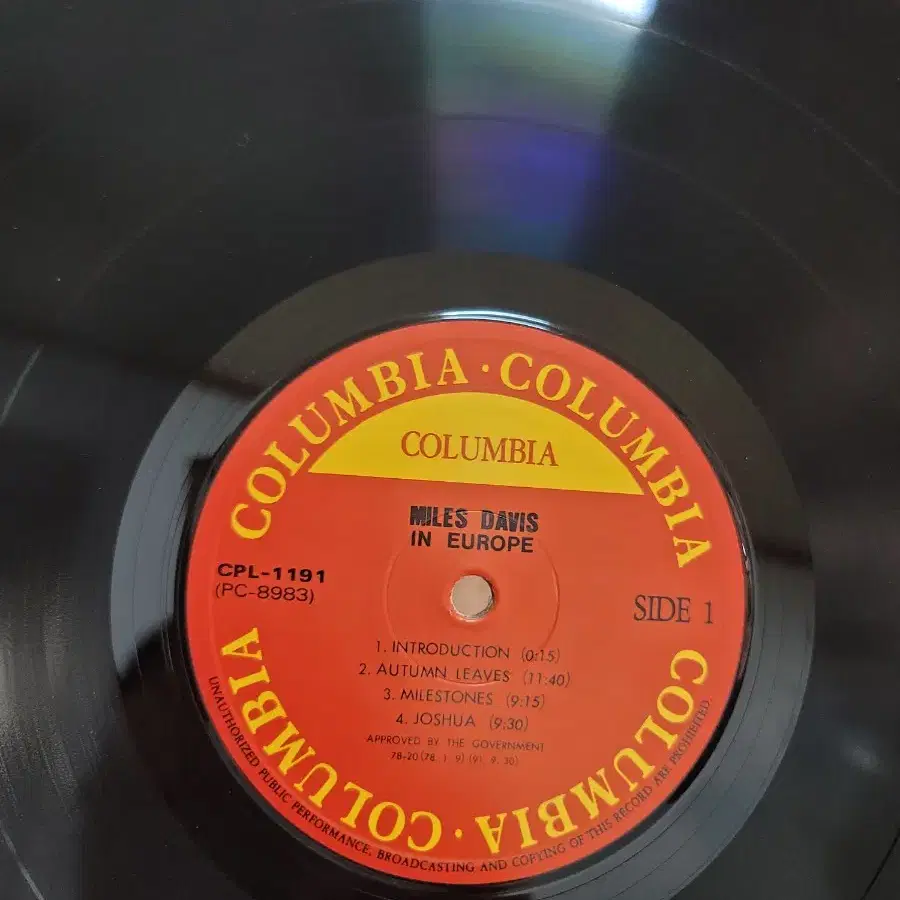 COLUMBIA · COLUMBIA
COLUMBIA
MILES DAVIS
IN EUROPE
CPL-1191
(PC-8983)
SIDE 1
1. INTRODUCTION (0:15)
2. AUTUMN LEAVES (11:40)
3. MILESTONES (9:15)
4. JOSHUA (9:30)
APPROVED BY THE GOVERNMENT
78-20 (78. 1. 9) (91. 9. 30)
COLUMBIA · COLUMBIA
UNAUTHORIZED PUBLIC PERFORMANCE, BROADCASTING AND COPYING OF THIS RECORD ARE PROHIBITED.